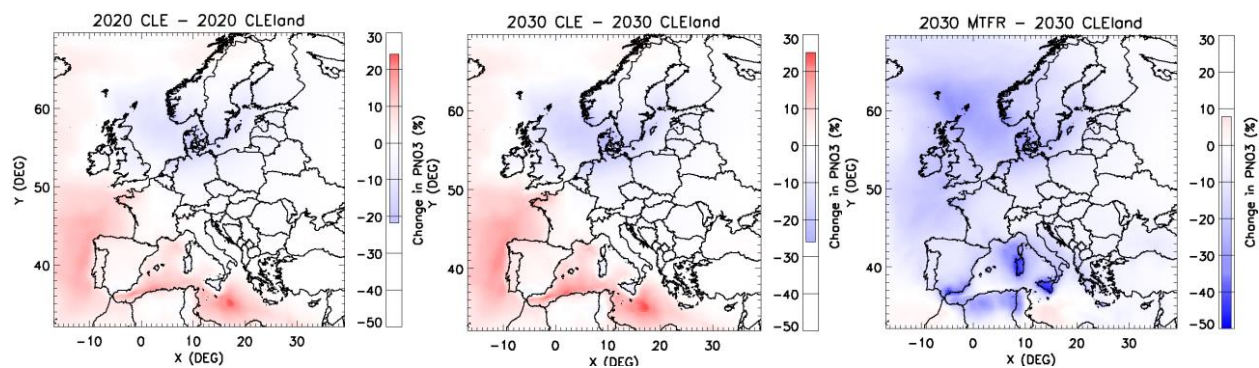 2020 CLE – 2020 CLEland
30
20
10
0
-10
-20
-30
-40
-50
Change in PNO3 (%)
60
50
40
Y (DEG)
-10 0 10 20 30
X (DEG)
2030 CLE – 2030 CLEland
30
20
10
0
-10
-20
-30
-40
-50
Change in PNO3 (%)
60
50
40
Y (DEG)
-10 0 10 20 30
X (DEG)
2030 MTFR – 2030 CLEland
30
20
10
0
-10
-20
-30
-40
-50
Change in PNO3 (%)
60
50
40
Y (DEG)
-10 0 10 20 30
X (DEG)